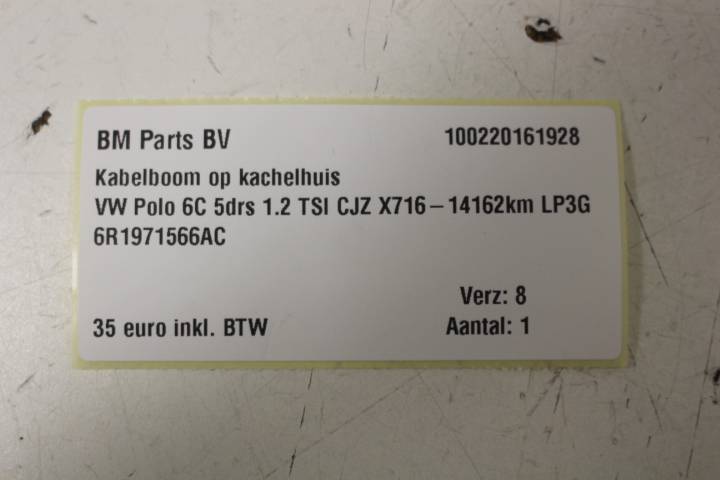 BM Parts BV 100220161928
Kabelboom op kachelhuis
VW Polo 6C 5drs 1.2 TSI CJZ X716 – 14162km LP3G
6R1971566AC
Verz: 8
35 euro inkl. BTW Aantal: 1